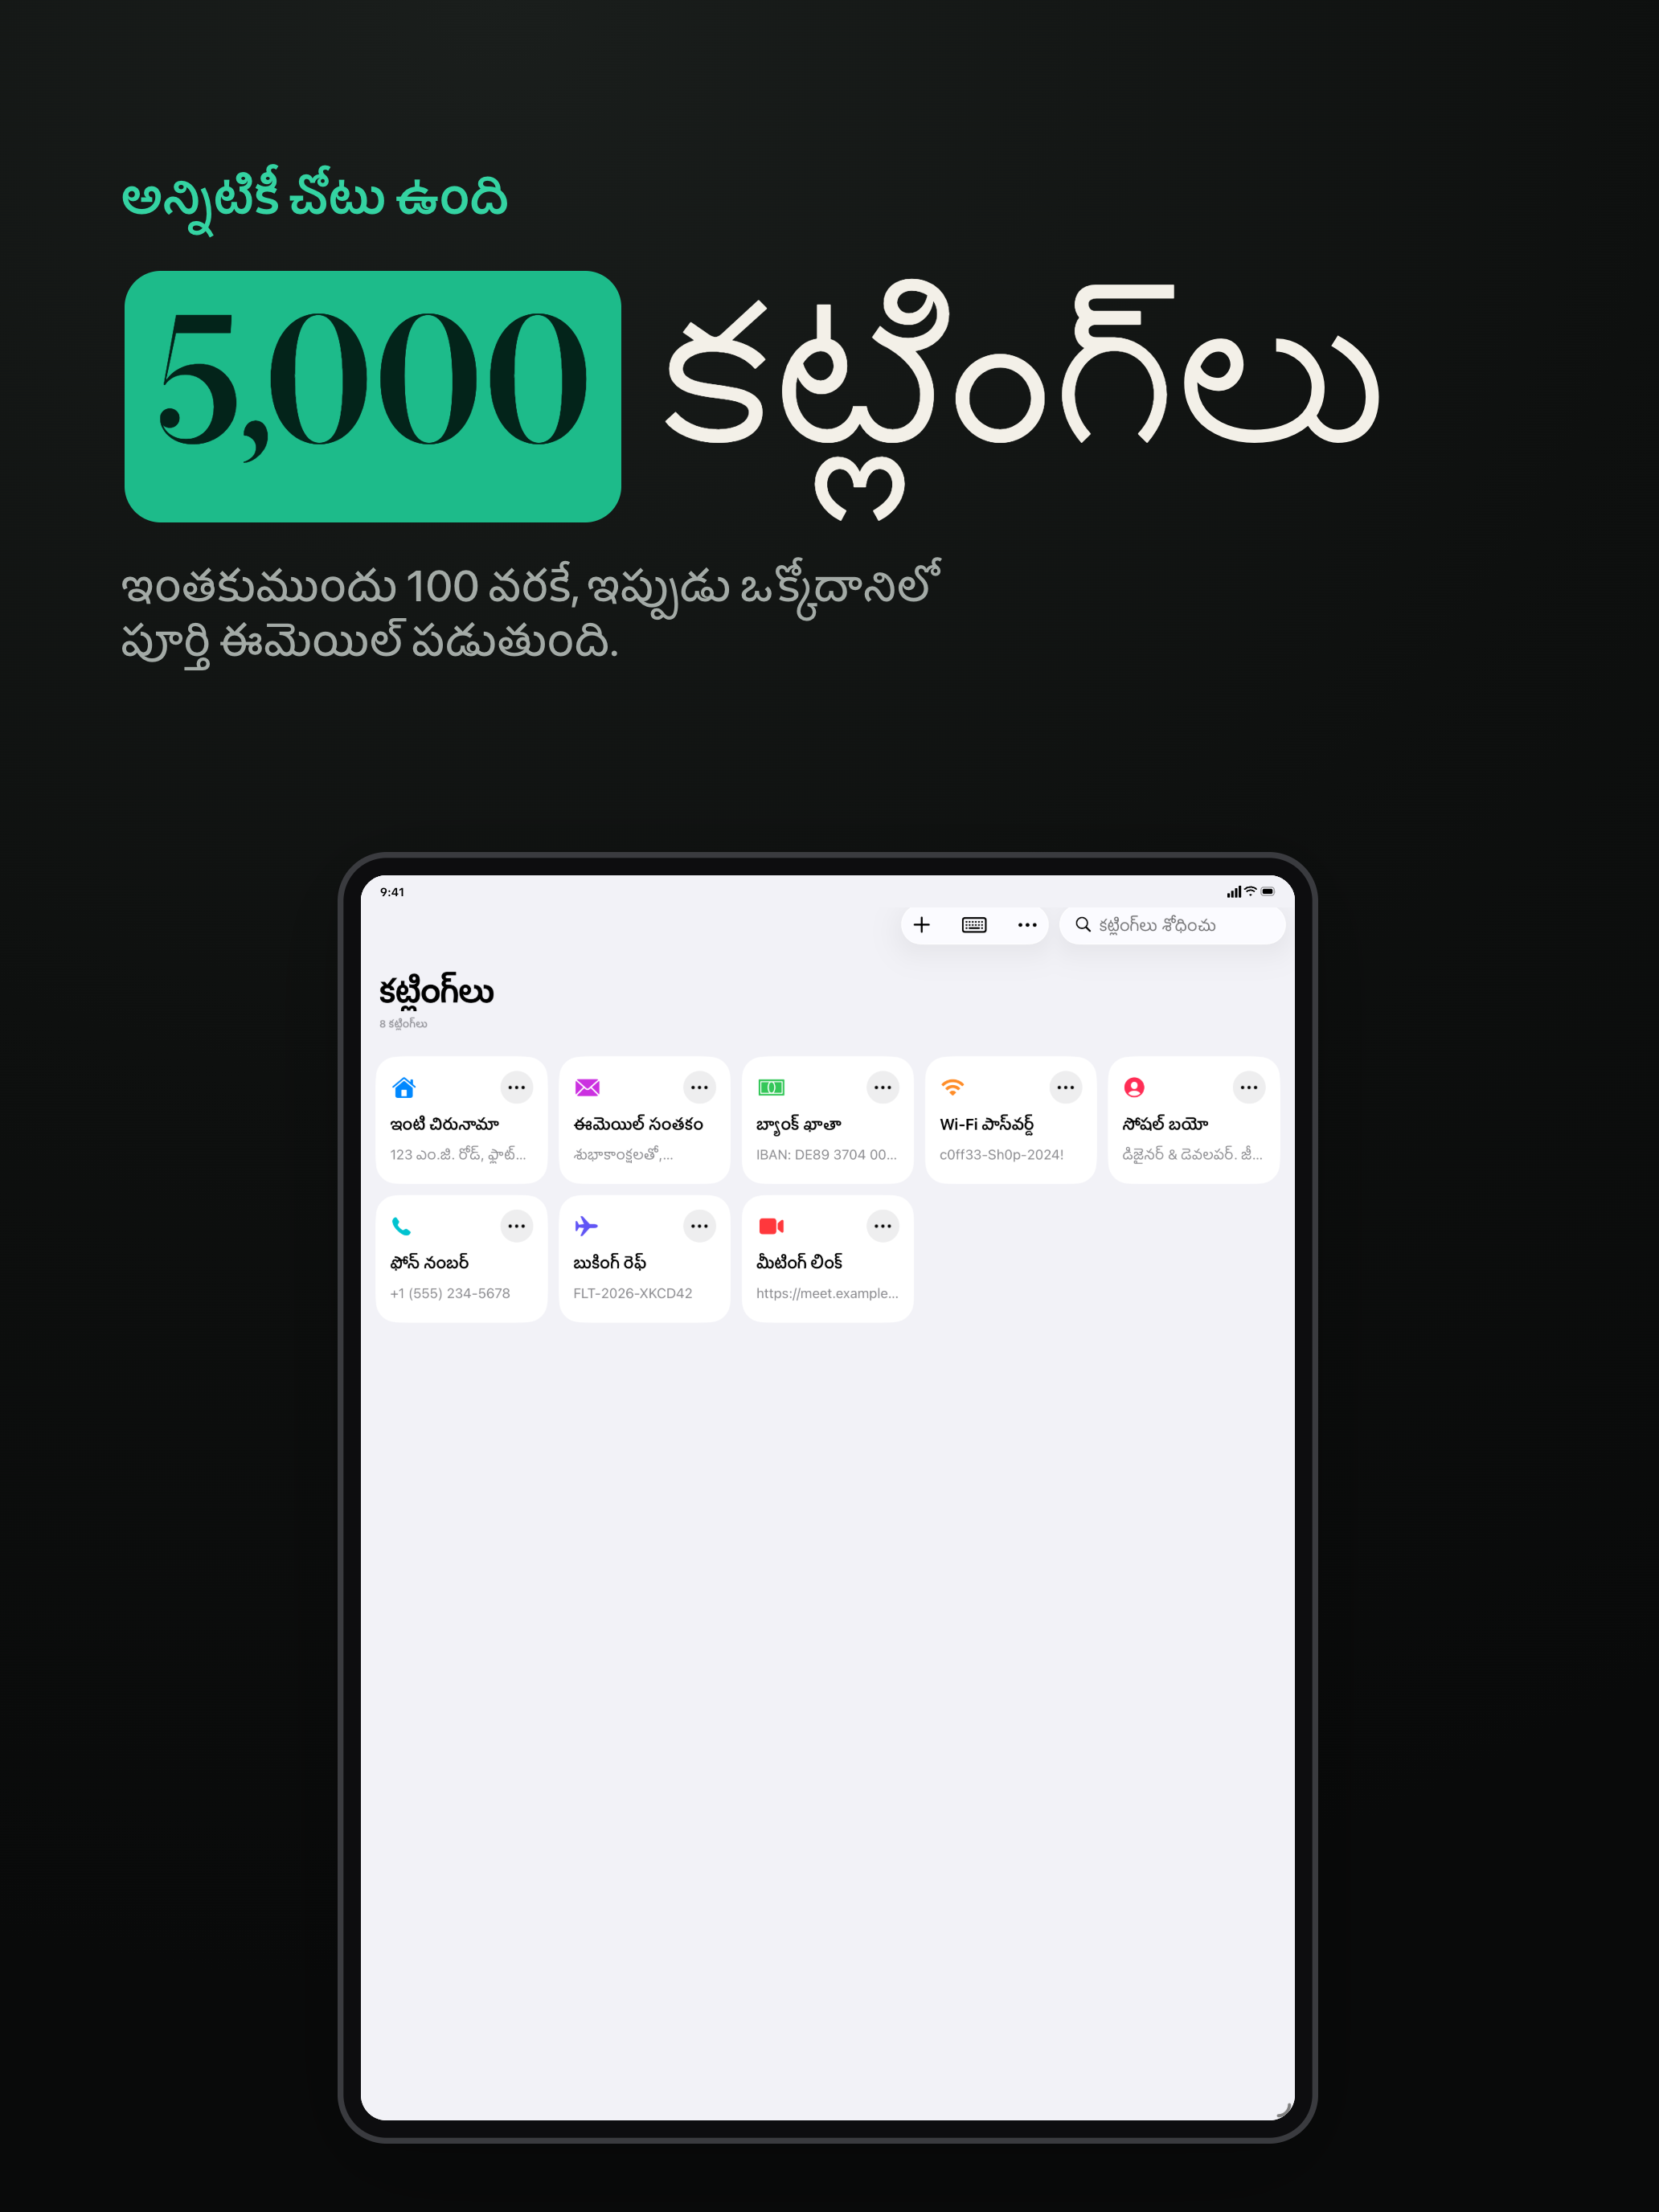 అన్నిటికీ చోటు ఉంది
5,000 కట్లింగ్‌లు
ఇంతకుముందు 100 వరకే, ఇప్పుడు ఒక్కోదానిలో
పూర్తి ఈమెయిల్ పడుతుంది.
9:41
కట్లింగ్‌లు శోధించు
కట్లింగ్‌లు
8 కట్లింగ్‌లు
ఇంటి చిరునామా
123 ఎం.జి. రోడ్, ఫ్లాట్...
ఈమెయిల్ సంతకం
శుభాకాంక్షలతో,...
బ్యాంక్ ఖాతా
IBAN: DE89 3704 00...
Wi-Fi పాస్‌వర్డ్
c0ff33-Sh0p-2024!
సోషల్ బయో
డిజైనర్ & డెవలపర్. జీ...
ఫోన్ నంబర్
+1 (555) 234-5678
బుకింగ్ రెఫ్
FLT-2026-XKCD42
మీటింగ్ లింక్
https://meet.example...